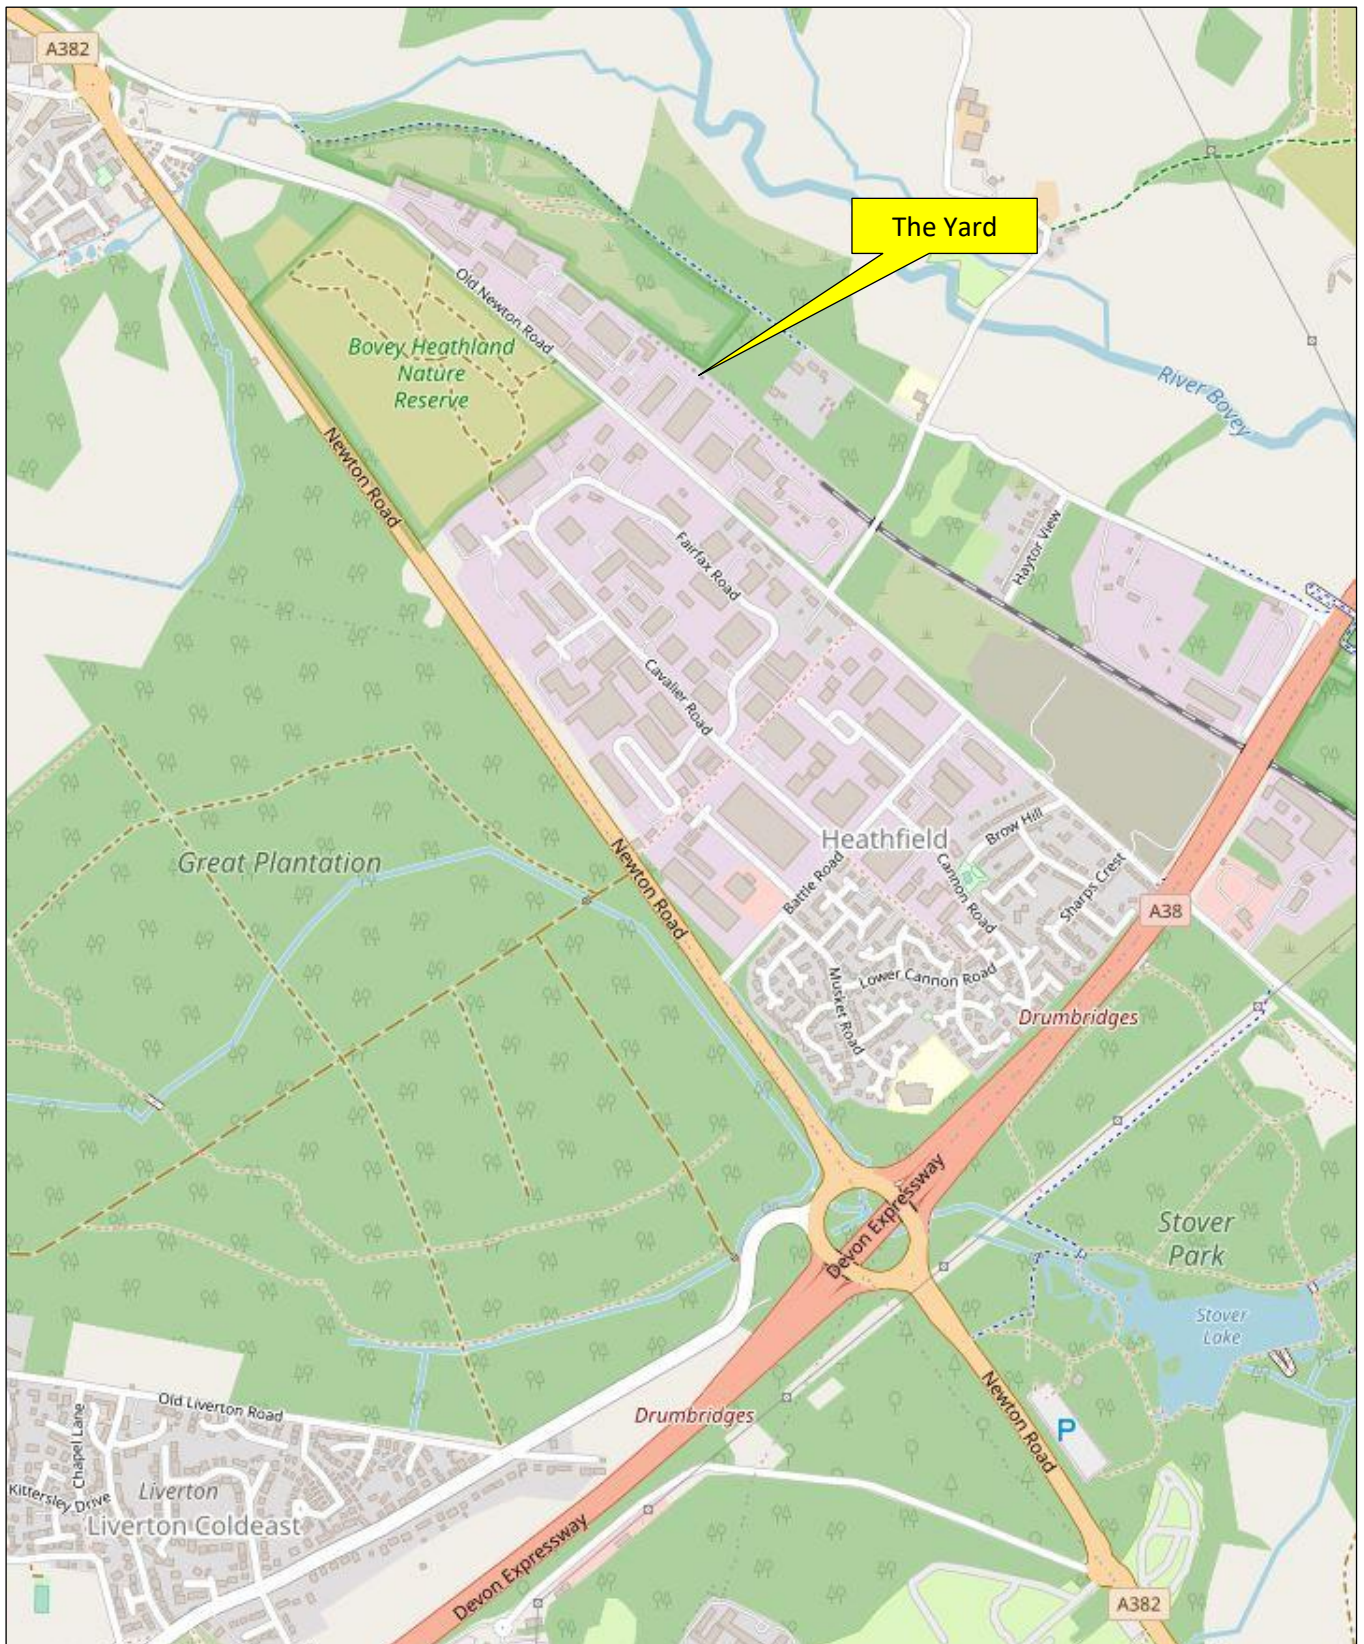 A382
The Yard
Old Newton Road
Bovey Heathland
Nature
Reserve
River Bovey
Newton Road
Haytor View
Fairfax Road
Cavalier Road
Heathfield
Brow Hill
Great Plantation
Newton Road
Battle Road
Cannon Road
Sharps Crest
A38
Lower Cannon Road
Musket Road
Drumbridges
Devon Expressway
Stover
Park
Stover
Lake
Old Liverton Road
Drumbridges
Newton Road
P
Chapel Lane
Kittersley Drive
Liverton
Liverton Coldeast
Devon Expressway
A382